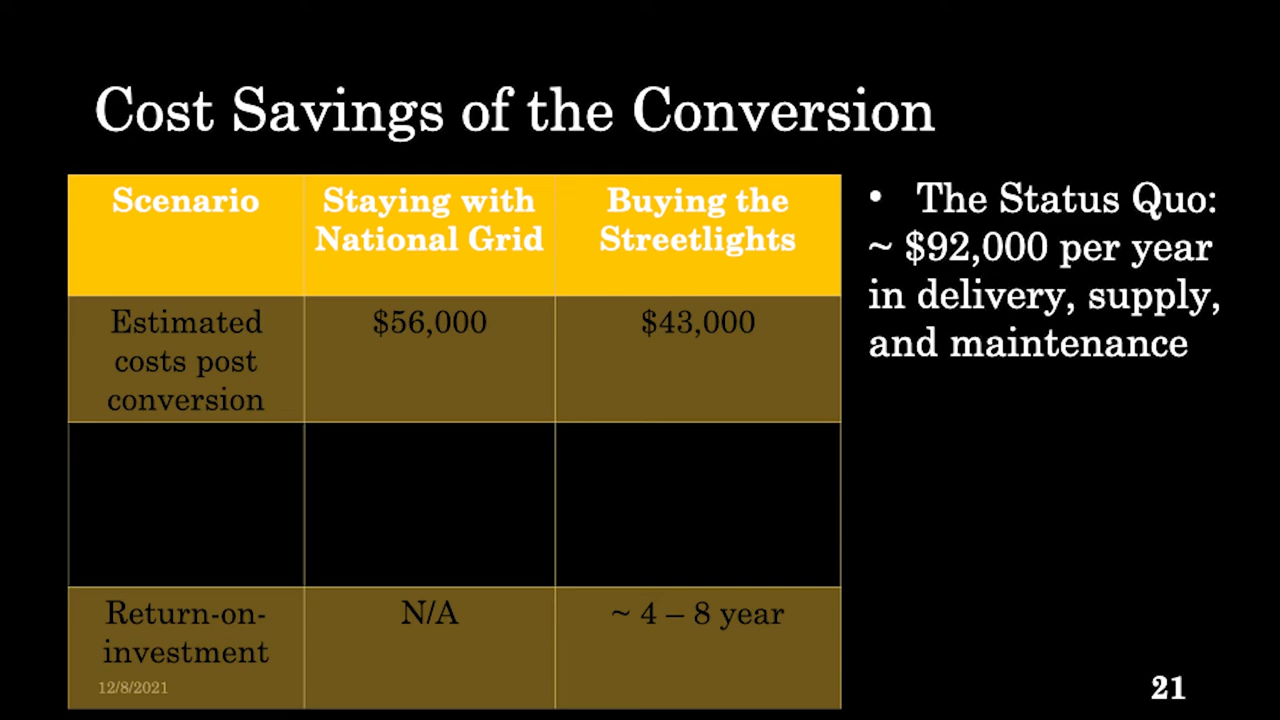 Cost Savings of the Conversion
Scenario
Staying with
National Grid
Buying the
Streetlights
Estimated
costs post
conversion
$56,000
$43,000
Return-on-
investment
N/A
~ 4 – 8 year
• The Status Quo:
~ $92,000 per year
in delivery, supply,
and maintenance
12/8/2021
21